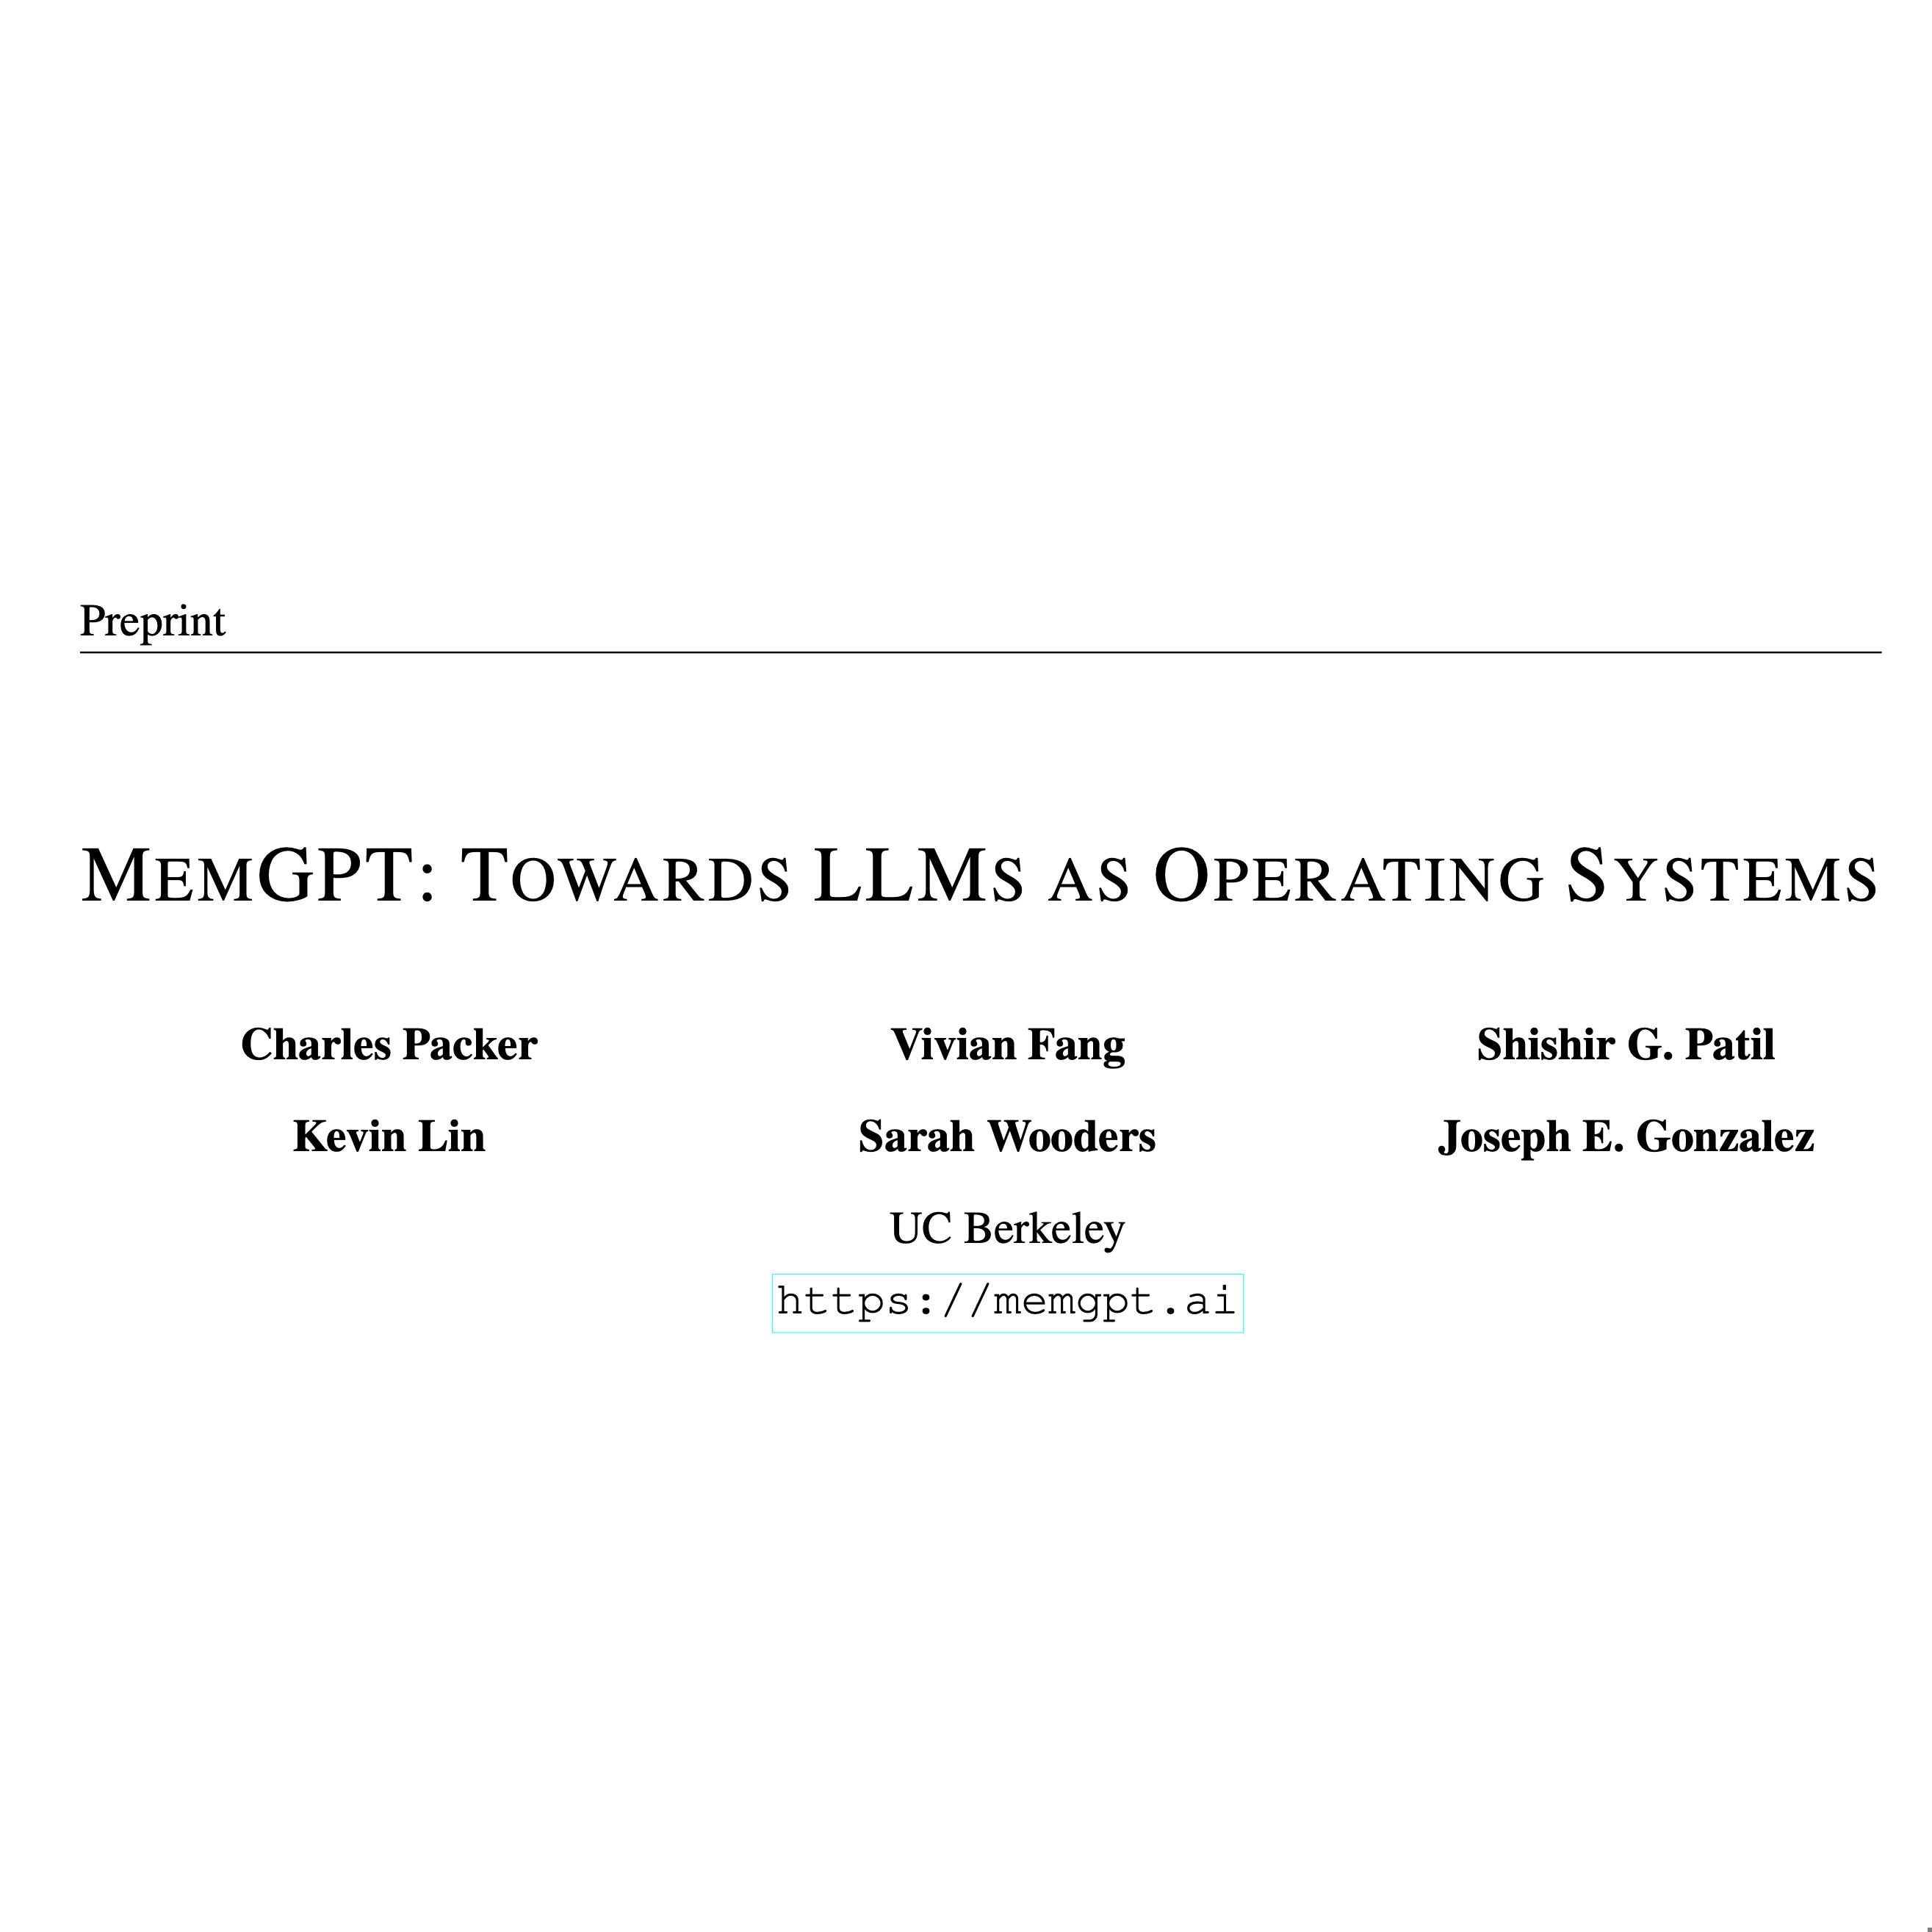 Preprint
MEMGPT: TOWARDS LLMS AS OPERATING SYSTEMS
Charles Packer Vivian Fang Shishir G. Patil
Kevin Lin Sarah Wooders Joseph E. Gonzalez
UC Berkeley
https://memgpt.ai